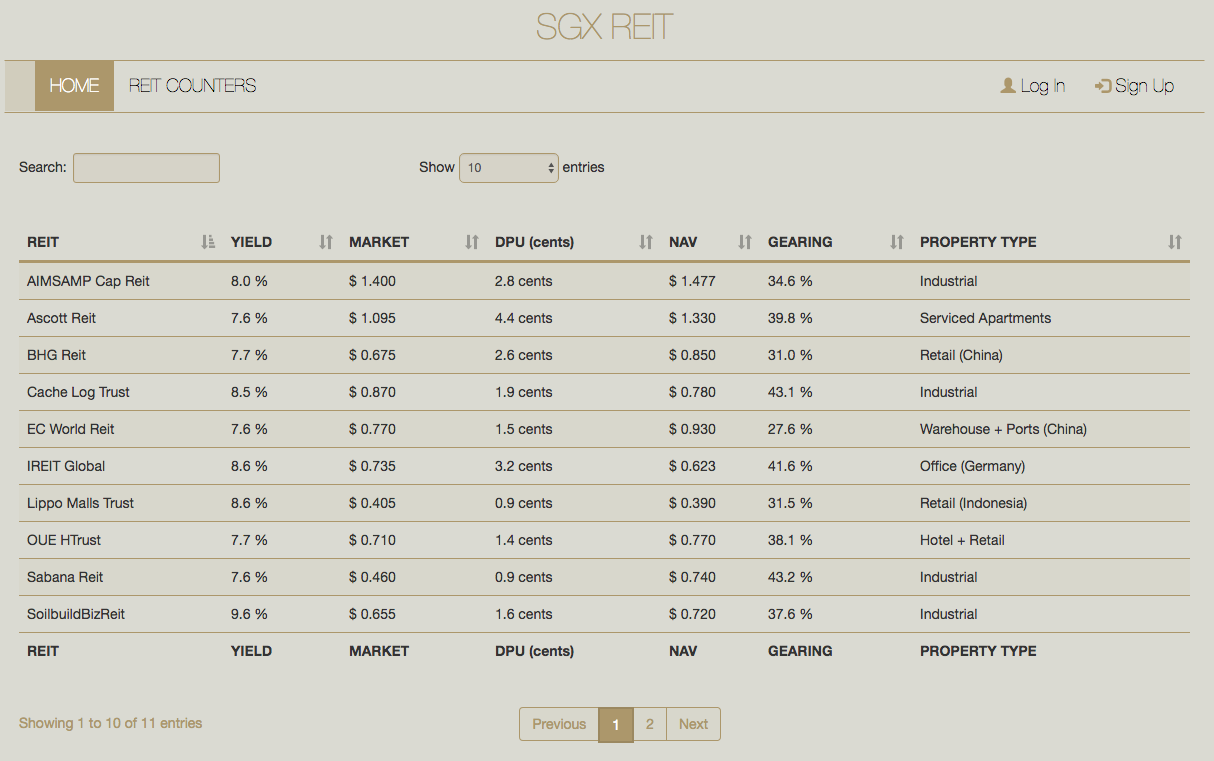 SGX REIT
HOME REIT COUNTERS Log In Sign Up
Search: Show 10 entries
REIT YIELD MARKET DPU (cents) NAV GEARING PROPERTY TYPE
AIMSAMP Cap Reit 8.0 % $ 1.400 2.8 cents $ 1.477 34.6 % Industrial
Ascott Reit 7.6 % $ 1.095 4.4 cents $ 1.330 39.8 % Serviced Apartments
BHG Reit 7.7 % $ 0.675 2.6 cents $ 0.850 31.0 % Retail (China)
Cache Log Trust 8.5 % $ 0.870 1.9 cents $ 0.780 43.1 % Industrial
EC World Reit 7.6 % $ 0.770 1.5 cents $ 0.930 27.6 % Warehouse + Ports (China)
IREIT Global 8.6 % $ 0.735 3.2 cents $ 0.623 41.6 % Office (Germany)
Lippo Malls Trust 8.6 % $ 0.405 0.9 cents $ 0.390 31.5 % Retail (Indonesia)
OUE HTrust 7.7 % $ 0.710 1.4 cents $ 0.770 38.1 % Hotel + Retail
Sabana Reit 7.6 % $ 0.460 0.9 cents $ 0.740 43.2 % Industrial
SoilbuildBizReit 9.6 % $ 0.655 1.6 cents $ 0.720 37.6 % Industrial
REIT YIELD MARKET DPU (cents) NAV GEARING PROPERTY TYPE
Showing 1 to 10 of 11 entries Previous 1 2 Next